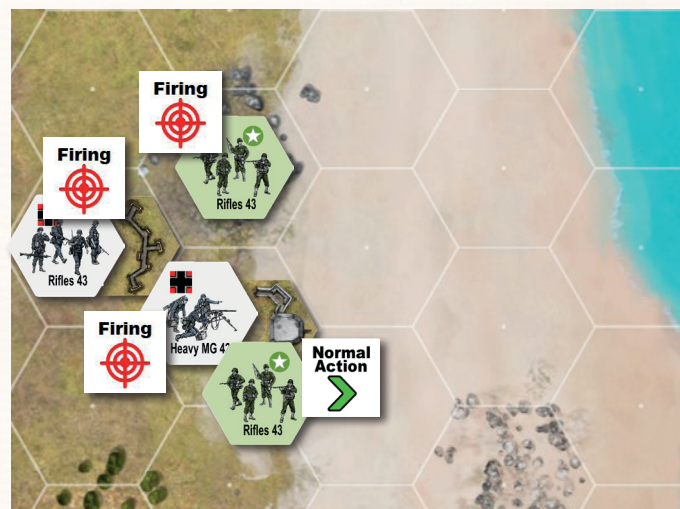 Firing
Firing
Rifles 43
Rifles 43
Heavy MG 42
Firing
Normal
Action
Rifles 43